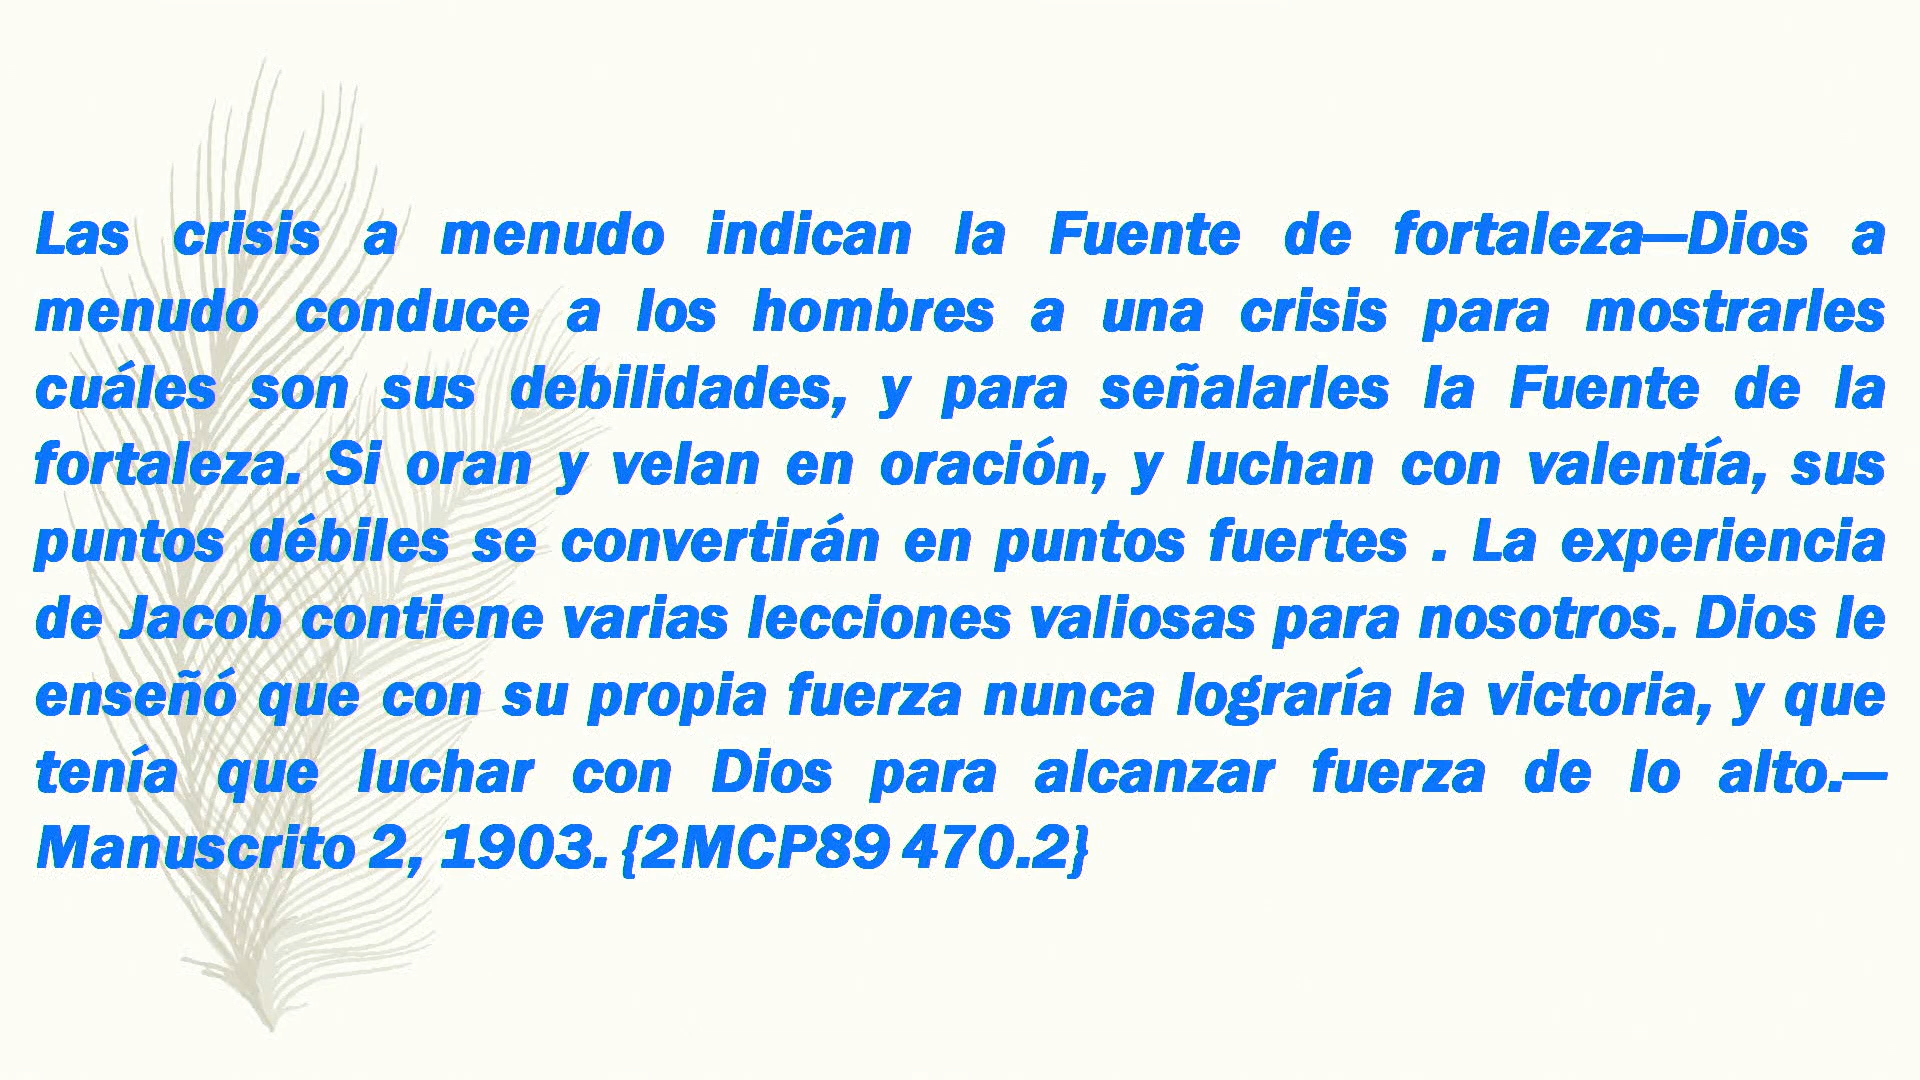 Las crisis a menudo indican la Fuente de fortaleza—Dios a
menudo conduce a los hombres a una crisis para mostrarles
cuáles son sus debilidades, y para señalarles la Fuente de la
fortaleza. Si oran y velan en oración, y luchan con valentía, sus
puntos débiles se convertirán en puntos fuertes . La experiencia
de Jacob contiene varias lecciones valiosas para nosotros. Dios le
enseñó que con su propia fuerza nunca lograría la victoria, y que
tenía que luchar con Dios para alcanzar fuerza de lo alto.—
Manuscrito 2, 1903. {2MCP89 470.2}